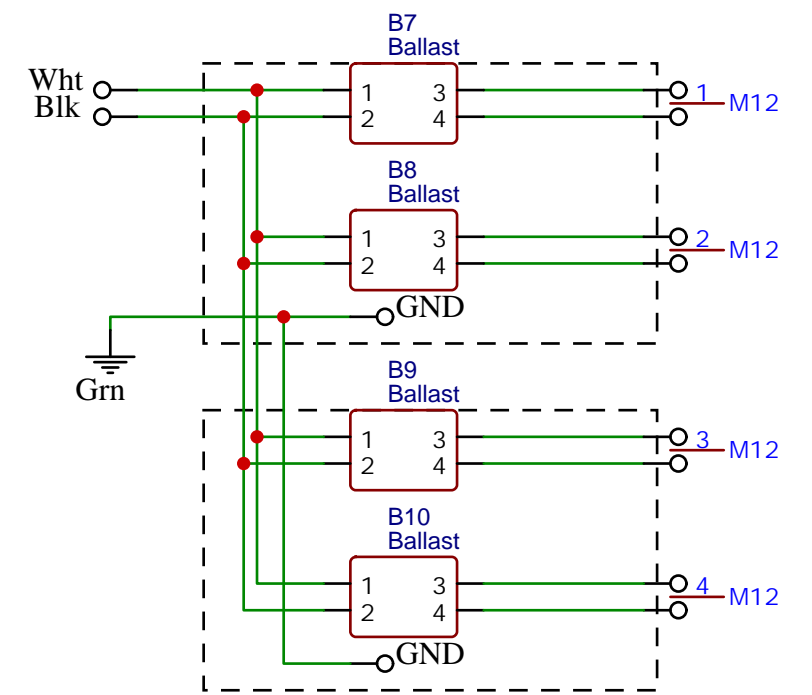 B7
Ballast
Wht
Blk
1 3
2 4
1 M12
B8
Ballast
1 3
2 4
2 M12
GND
Grn
B9
Ballast
1 3
2 4
3 M12
B10
Ballast
1 3
2 4
4 M12
GND